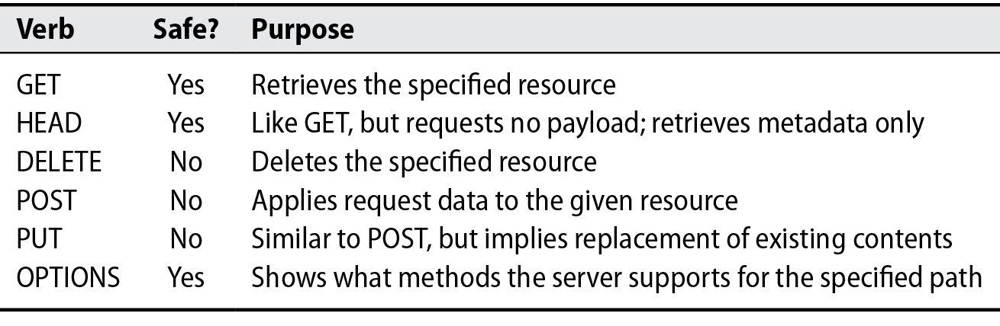 Verb Safe? Purpose
GET Yes Retrieves the specified resource
HEAD Yes Like GET, but requests no payload; retrieves metadata only
DELETE No Deletes the specified resource
POST No Applies request data to the given resource
PUT No Similar to POST, but implies replacement of existing contents
OPTIONS Yes Shows what methods the server supports for the specified path